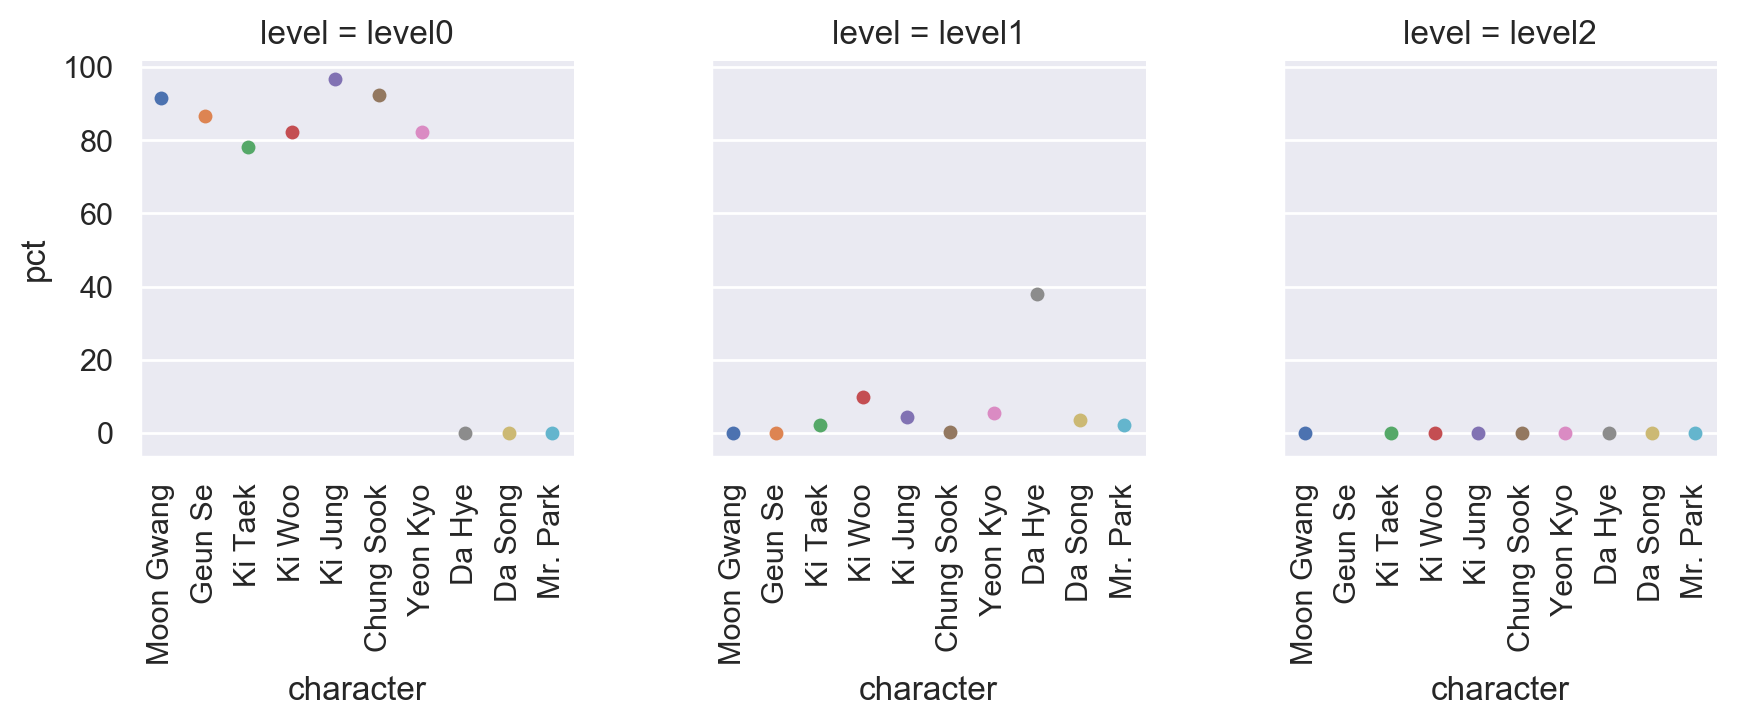 level = level0
level = level1
level = level2
pct
100
80
60
40
20
0
Moon Gwang
Geun Se
Ki Taek
Ki Woo
Ki Jung
Chung Sook
Yeon Kyo
Da Hye
Da Song
Mr. Park
Moon Gwang
Geun Se
Ki Taek
Ki Woo
Ki Jung
Chung Sook
Yeon Kyo
Da Hye
Da Song
Mr. Park
Moon Gwang
Geun Se
Ki Taek
Ki Woo
Ki Jung
Chung Sook
Yeon Kyo
Da Hye
Da Song
Mr. Park
character
character
character